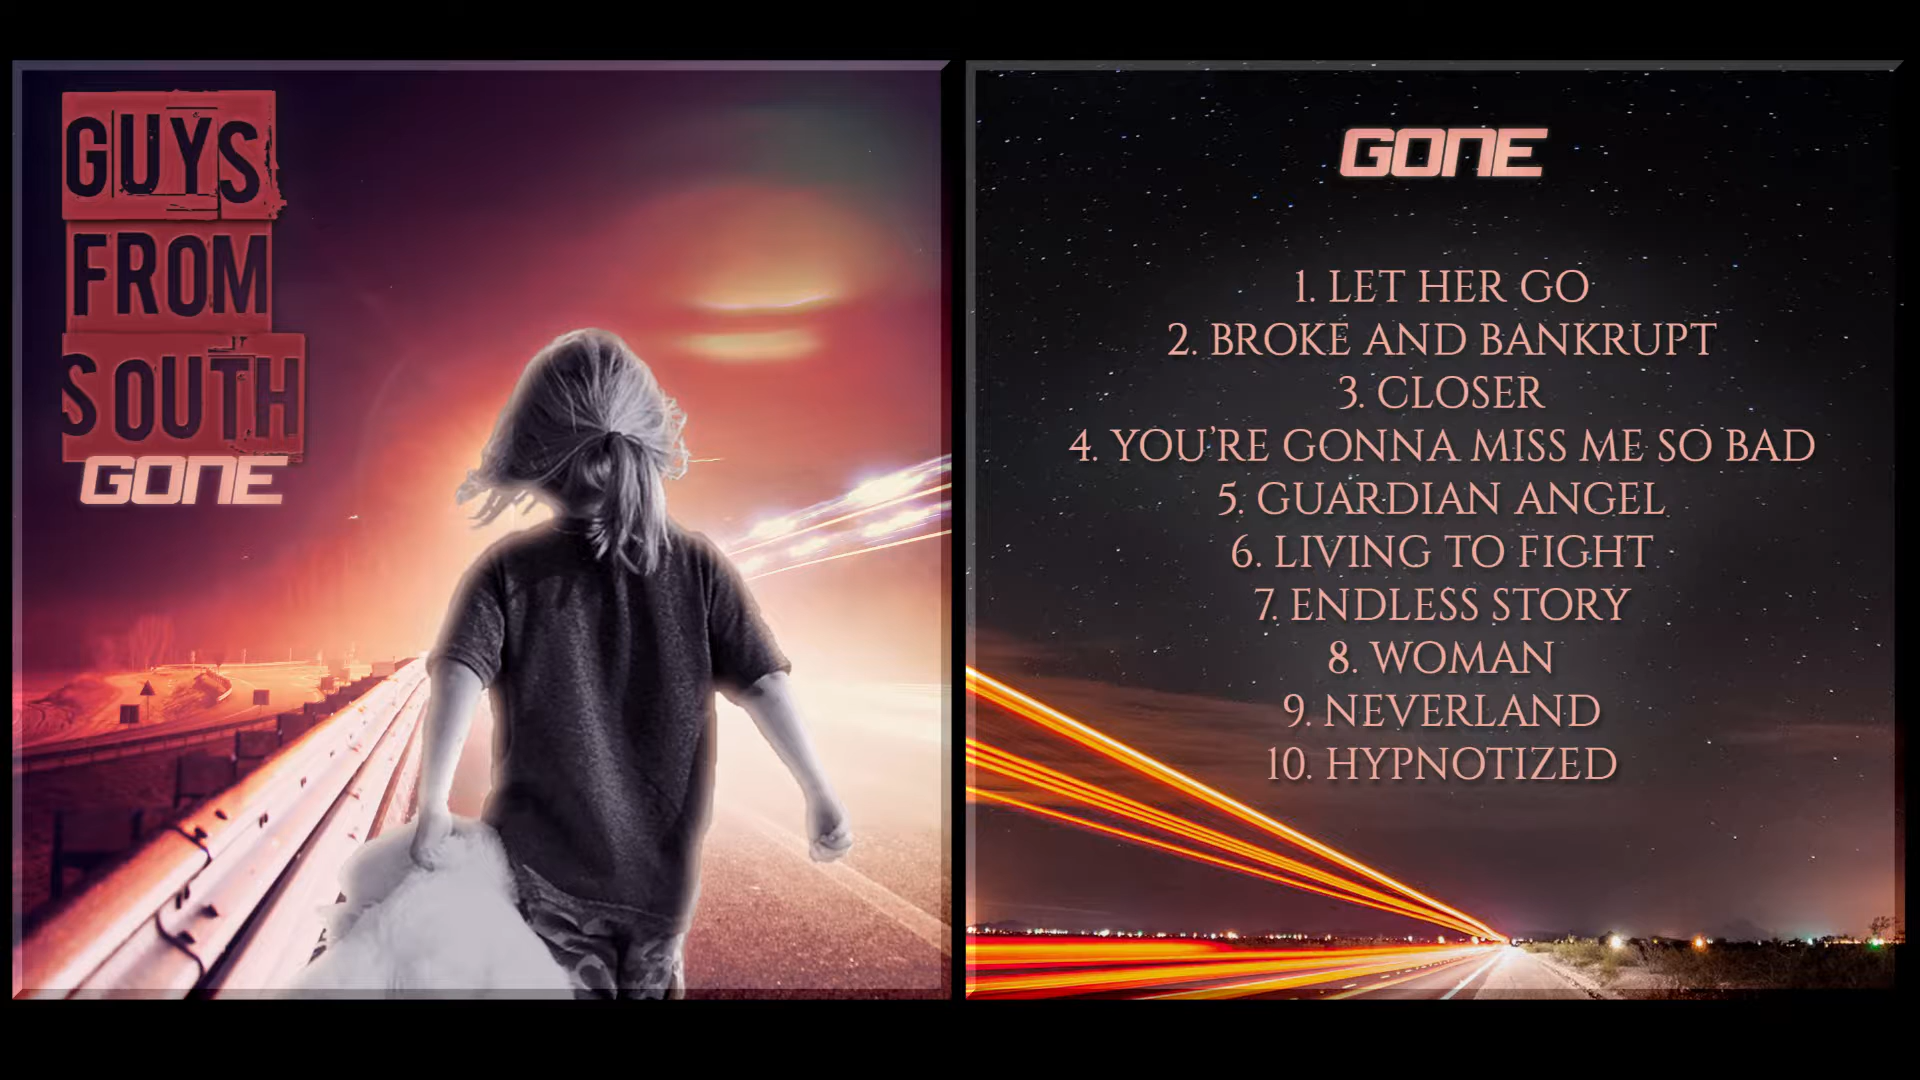 GUYS
FROM
SOUTH
GONE
GONE
1. LET HER GO
2. BROKE AND BANKRUPT
3. CLOSER
4. YOU'RE GONNA MISS ME SO BAD
5. GUARDIAN ANGEL
6. LIVING TO FIGHT
7. ENDLESS STORY
8. WOMAN
9. NEVERLAND
10. HYPNOTIZED